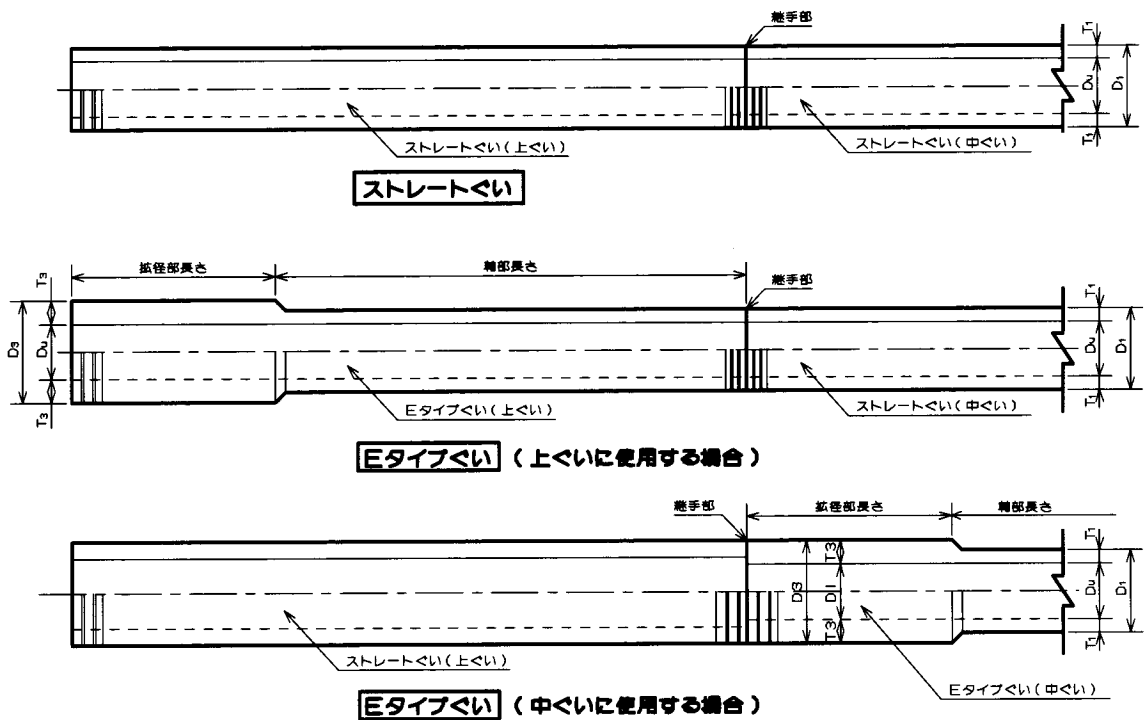 継手部
T1
Du
D1
T1
ストレートぐい(上ぐい)
ストレートぐい(中ぐい)
ストレートぐい
拡径部長さ
軸部長さ
継手部
T3
Du
D3
T3
T1
Du
D1
T1
Eタイプぐい(上ぐい)
ストレートぐい(中ぐい)
Eタイプぐい (上ぐいに使用する場合)
継手部
拡径部長さ
軸部長さ
T3
D3
D1
T3
T1
Du
D1
T1
ストレートぐい(上ぐい)
Eタイプぐい(中ぐい)
Eタイプぐい (中ぐいに使用する場合)